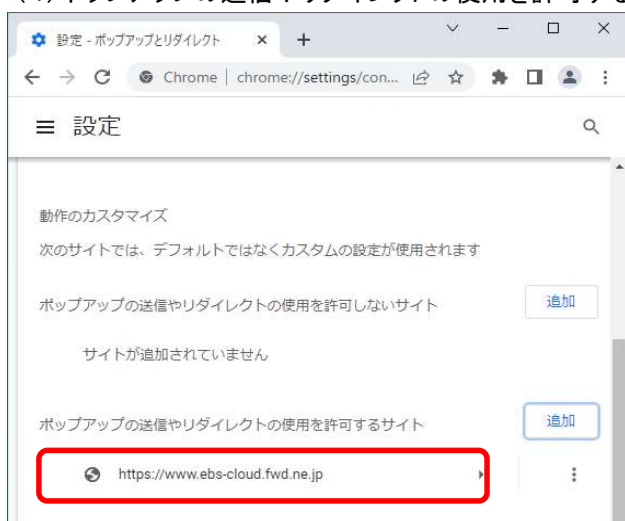 設定 - ポップアップとリダイレクト
Chrome | chrome://settings/con...
設定
動作のカスタマイズ
次のサイトでは、デフォルトではなくカスタムの設定が使用されます
ポップアップの送信やリダイレクトの使用を許可しないサイト 追加
サイトが追加されていません
ポップアップの送信やリダイレクトの使用を許可するサイト 追加
https://www.ebs-cloud.fwd.ne.jp